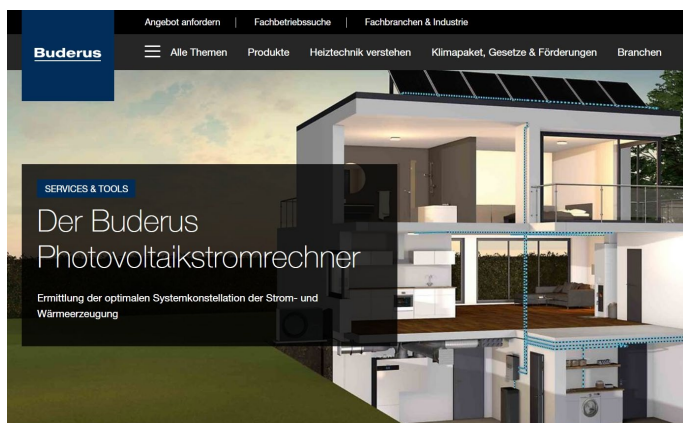 Angebot anfordern | Fachbetriebssuche | Fachbranchen & Industrie
Buderus
Alle Themen Produkte Heiztechnik verstehen Klimapaket, Gesetze & Förderungen Branchen
SERVICES & TOOLS
Der Buderus
Photovoltaikstromrechner
Ermittlung der optimalen Systemkonstellation der Strom- und
Wärmeerzeugung